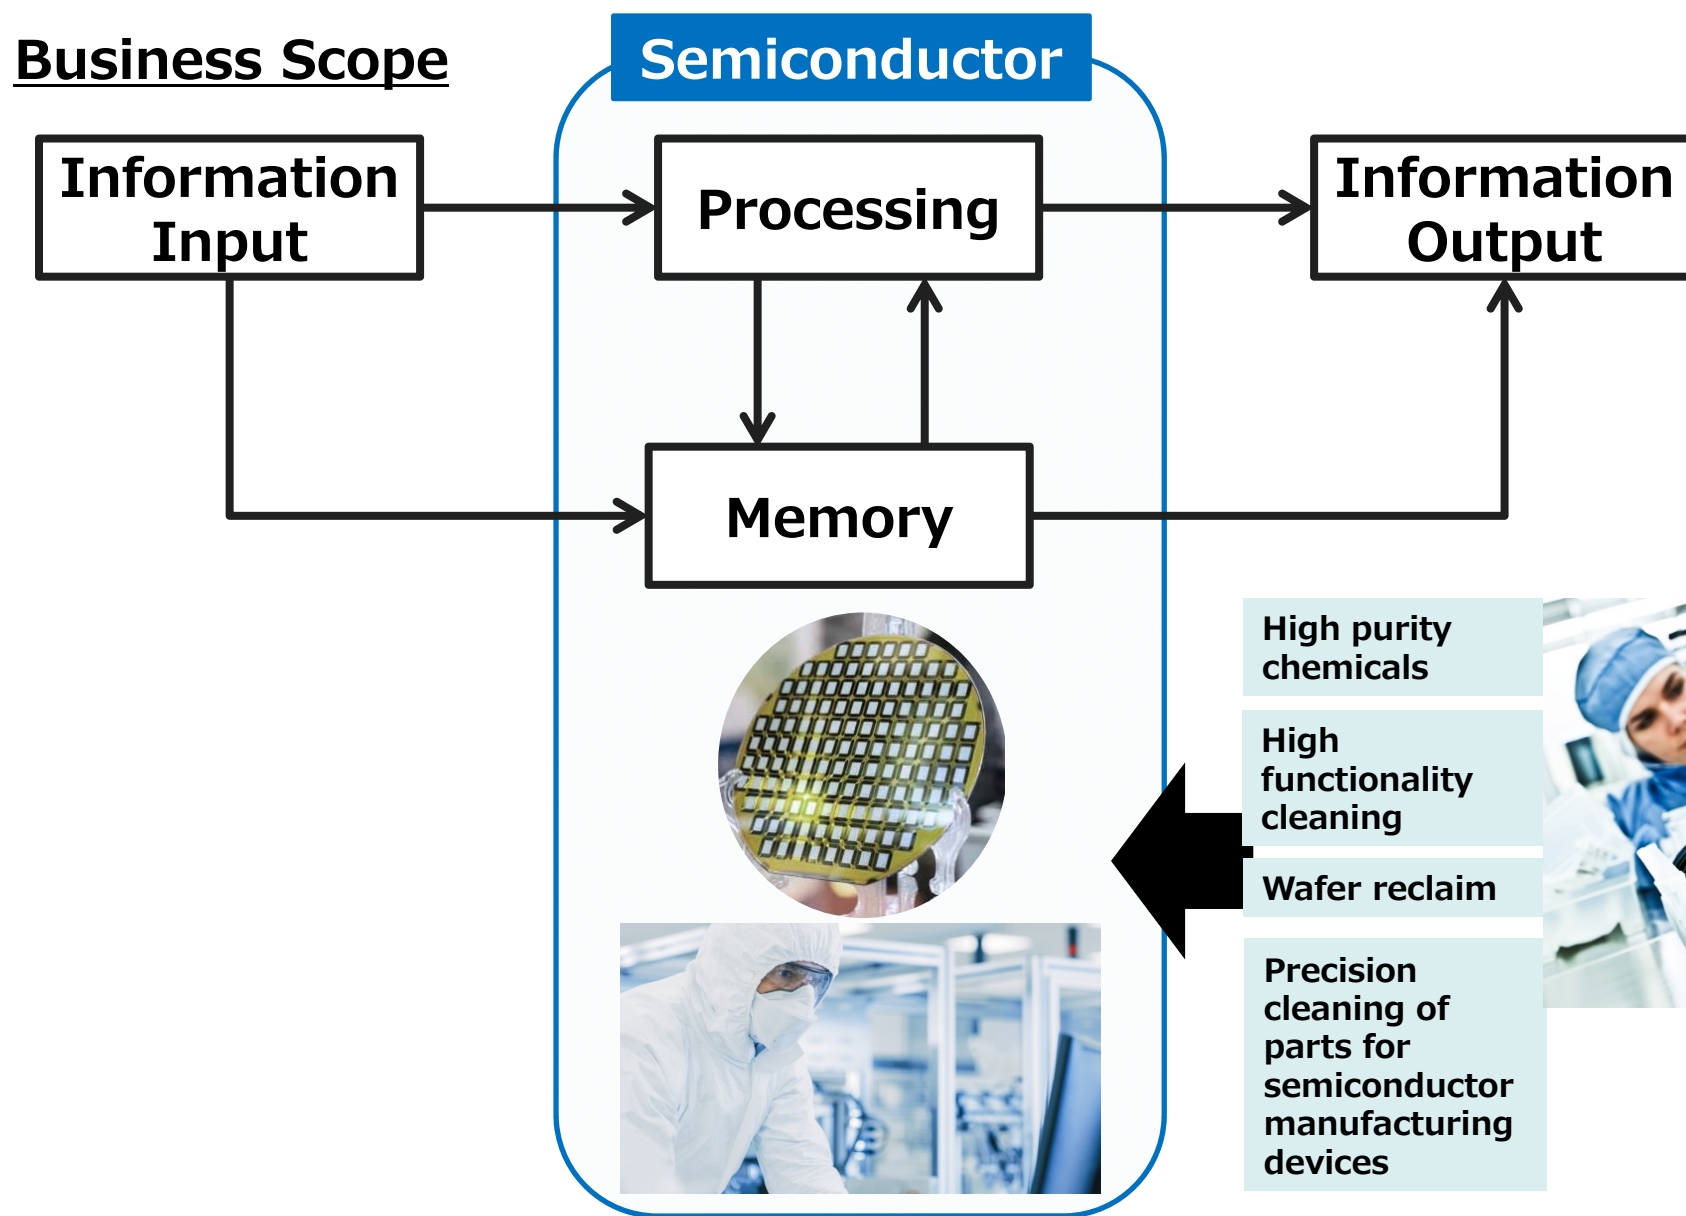 Business Scope
Semiconductor
Information
Input
Processing
Information
Output
Memory
High purity
chemicals
High
functionality
cleaning
Wafer reclaim
Precision
cleaning of
parts for
semiconductor
manufacturing
devices